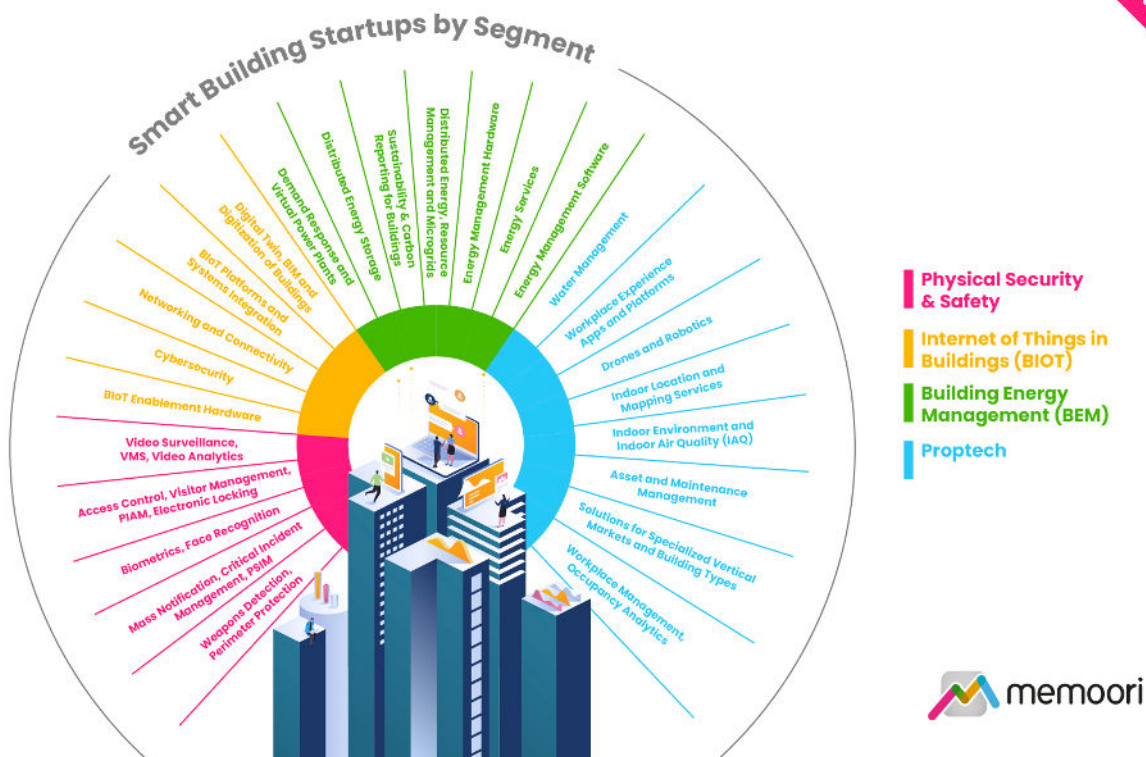 Smart Building Startups by Segment
Weapons Detection,
Perimeter Protection
Mass Notification, Critical Incident
Management, PSIM
Biometrics, Face Recognition
Access Control, Visitor Management,
PIAM, Electronic Locking
Video Surveillance,
VMS, Video Analytics
BIoT Enablement Hardware
Cybersecurity
Networking and Connectivity
BIoT Platforms and
Systems Integration
Digital Twin, BIM and
Digitization of Buildings
Demand Response and
Virtual Power Plants
Distributed Energy Storage
Sustainability & Carbon
Reporting for Buildings
Distributed Energy, Resource
Management and Microgrids
Energy Management Hardware
Energy Services
Energy Management Software
Water Management
Workplace Experience
Apps and Platforms
Drones and Robotics
Indoor Location and
Mapping Services
Indoor Environment and
Indoor Air Quality (IAQ)
Asset and Maintenance
Management
Solutions for Specialized Vertical
Markets and Building Types
Workplace Management,
Occupancy Analytics
Physical Security
& Safety
Internet of Things in
Buildings (BIOT)
Building Energy
Management (BEM)
Proptech
memoori